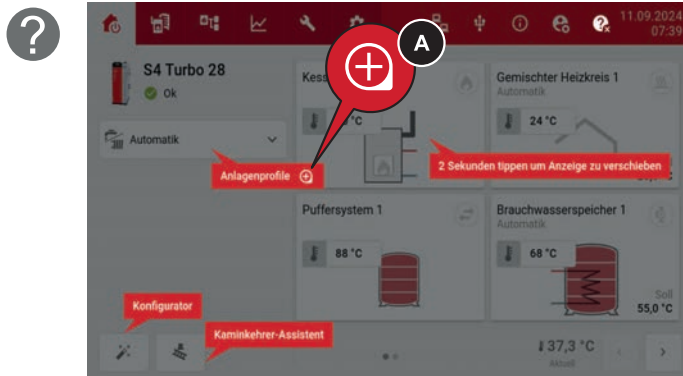 ?
11.09.2024
07:39
A
S4 Turbo 28
Ok
Automatik
Anlagenprofile
Gemischter Heizkreis 1
Automatik
24 °C
2 Sekunden tippen um Anzeige zu verschieben
Puffersystem 1
88 °C
Brauchwasserspeicher 1
Automatik
68 °C
Soll
55,0 °C
Konfigurator
Kaminkehrer-Assistent
37,3 °C
Aktuell